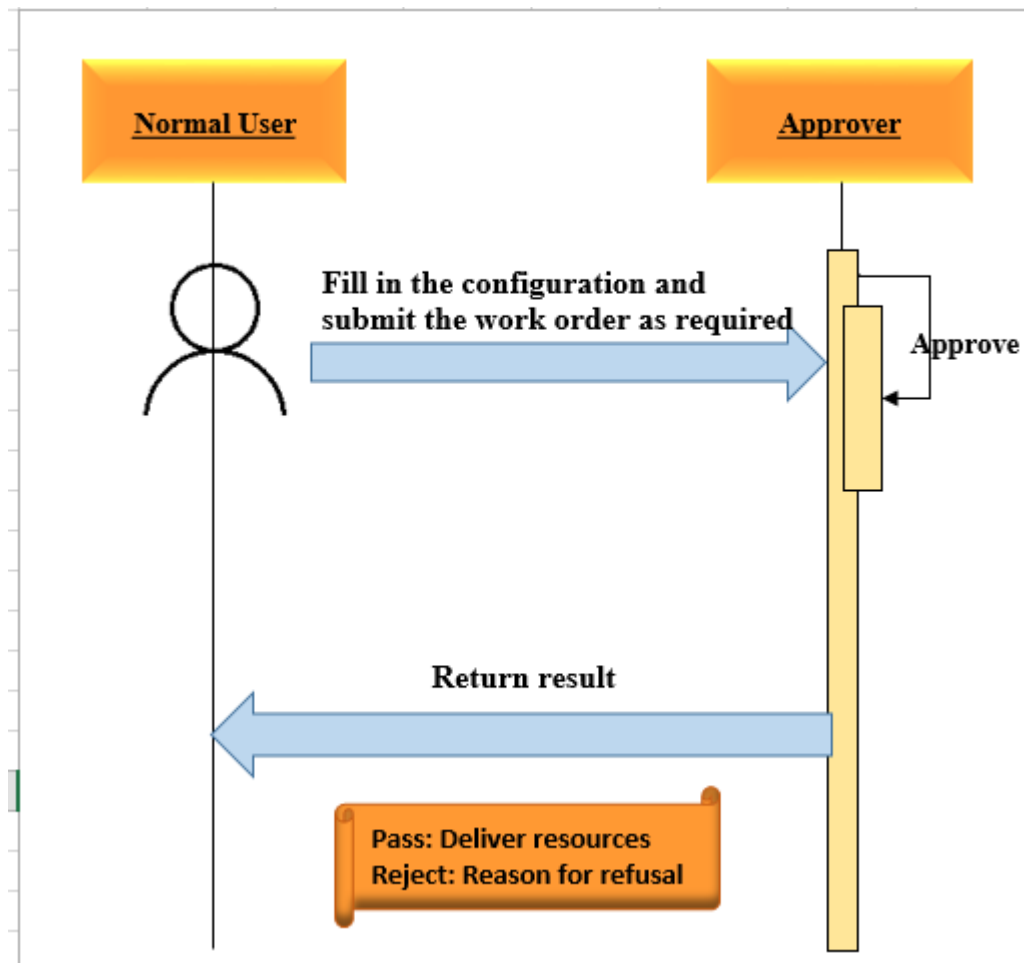 Normal User
Approver
Fill in the configuration and
submit the work order as required
Approve
Return result
Pass: Deliver resources
Reject: Reason for refusal